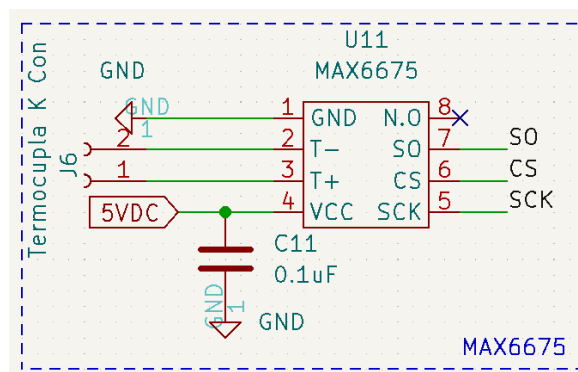 U11
MAX6675
GND
GND
1
Termocupla K Con
J6
2
1
5VDC
1
2
3
4
GND
T-
T+
VCC
N.O
SO
CS
SCK
8
7
6
5
SO
CS
SCK
C11
0.1uF
GND
1
GND
MAX6675